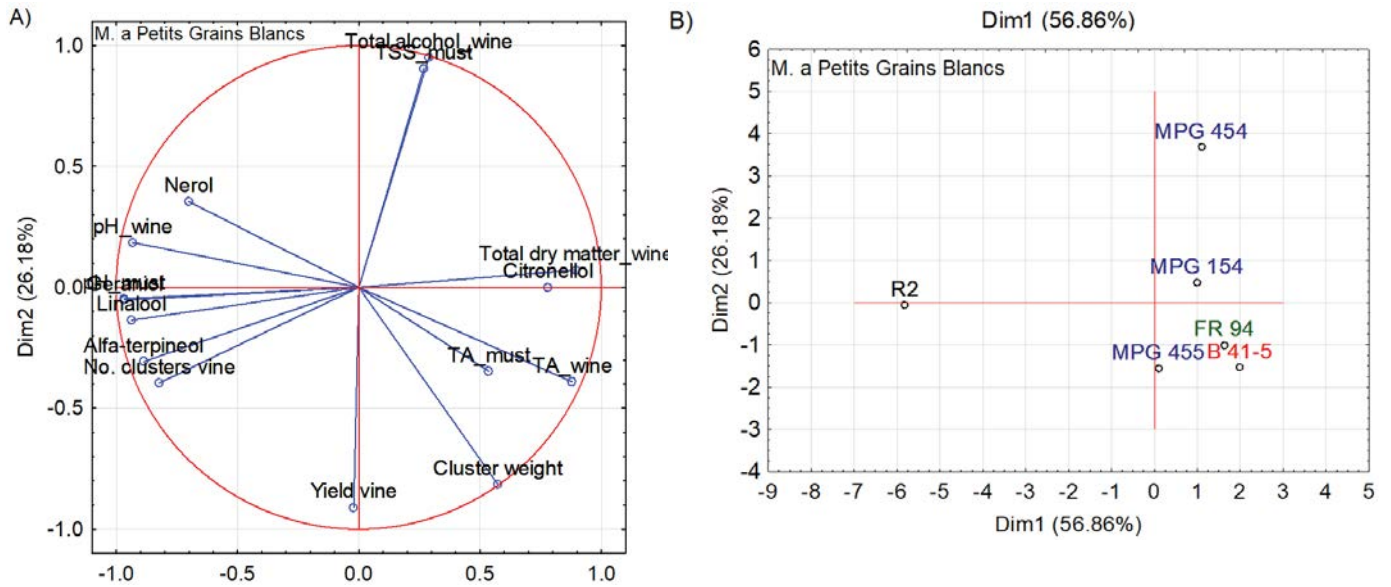 A)
M. a Petits Grains Blancs
Total alcohol_wine
TSS_must
Nerol
pH_wine
Total dry matter_wine
Citronellol
pH_must
Geraniol
Linalool
Alfa-terpineol
No. clusters vine
TA_must
TA_wine
Cluster weight
Yield vine
Dim2 (26.18%)
1.0
0.5
0.0
-0.5
-1.0
-1.0 -0.5 0.0 0.5 1.0
B)
Dim1 (56.86%)
M. a Petits Grains Blancs
MPG 454
MPG 154
R2
FR 94
MPG 455
B 41-5
Dim2 (26.18%)
6
5
4
3
2
1
0
-1
-2
-3
-4
-9 -8 -7 -6 -5 -4 -3 -2 -1 0 1 2 3 4 5
Dim1 (56.86%)